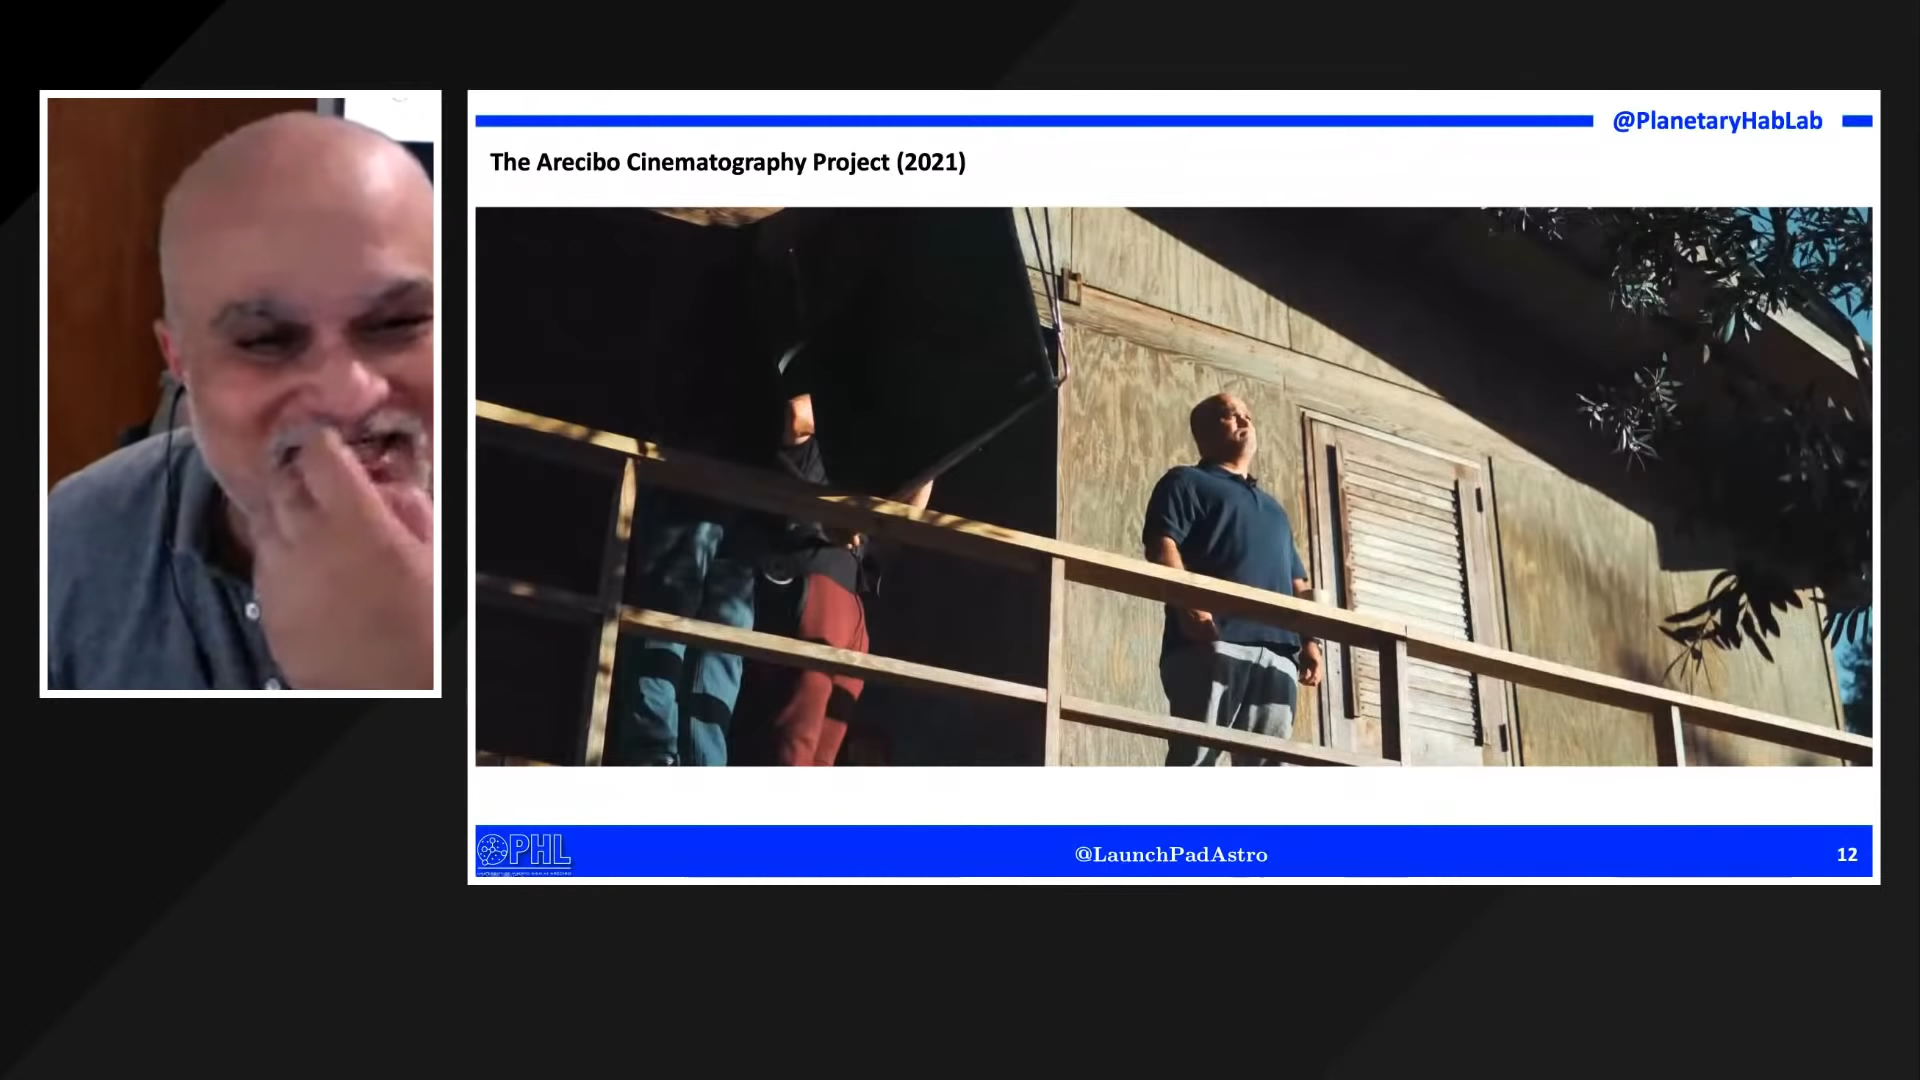 @PlanetaryHabLab
The Arecibo Cinematography Project (2021)
PHL
@LaunchPadAstro
12